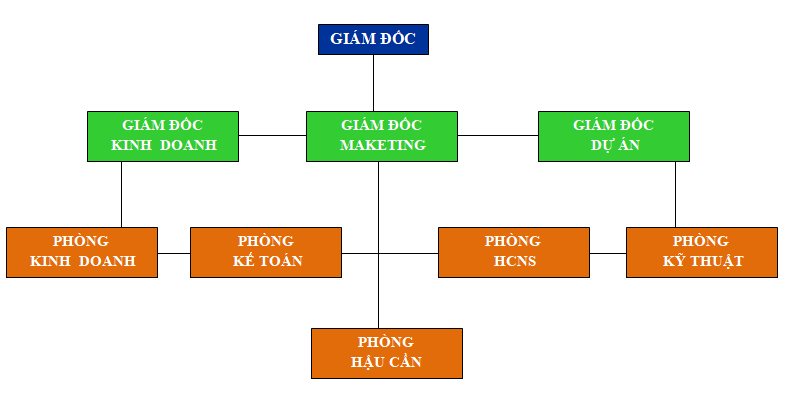 GIÁM ĐỐC
GIÁM ĐỐC
KINH DOANH
GIÁM ĐỐC
MAKETING
GIÁM ĐỐC
DỰ ÁN
PHÒNG
KINH DOANH
PHÒNG
KẾ TOÁN
PHÒNG
HCNS
PHÒNG
KỸ THUẬT
PHÒNG
HẬU CẦN